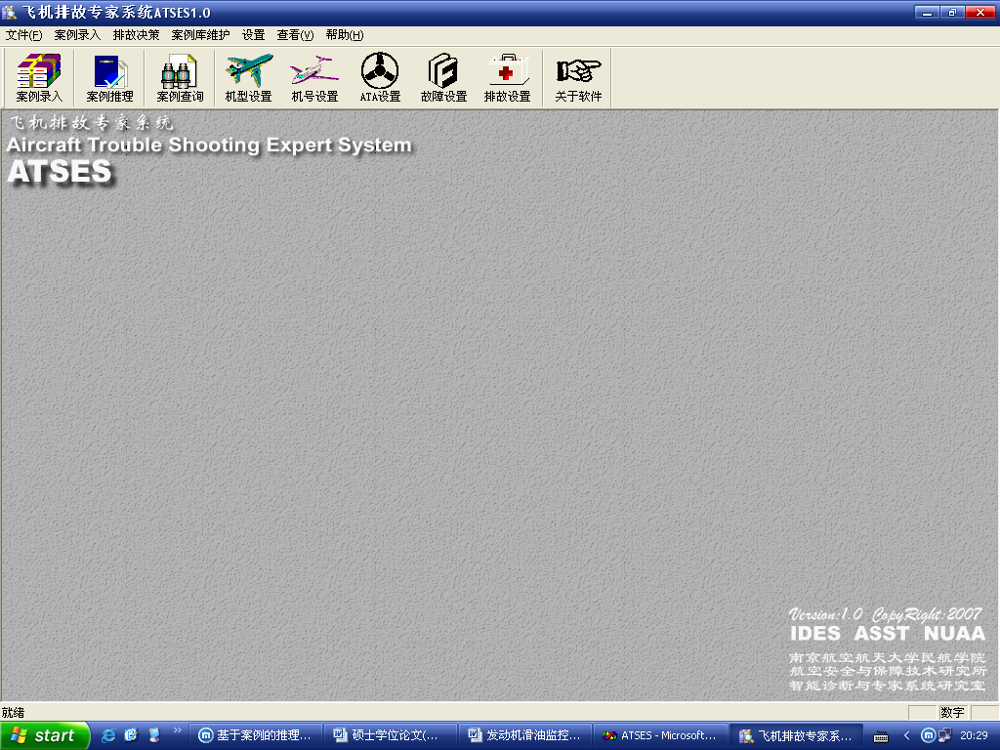 飞机排故专家系统ATSES1.0
文件(F) 案例录入 排故决策 案例库维护 设置 查看(V) 帮助(H)
案例录入 案例推理 案例查询 机型设置 机号设置 ATA设置 故障设置 排故设置 关于软件
飞机排故专家系统
Aircraft Trouble Shooting Expert System
ATSES
Version:1.0 CopyRight:2007
IDES ASST NUAA
南京航空航天大学民航学院
航空安全与保障技术研究所
智能诊断与专家系统研究室
就绪 数字
start 基于案例的推理... 硕士学位论文(... 发动机滑油监控... ATSES - Microsoft... 飞机排故专家系... 20:29